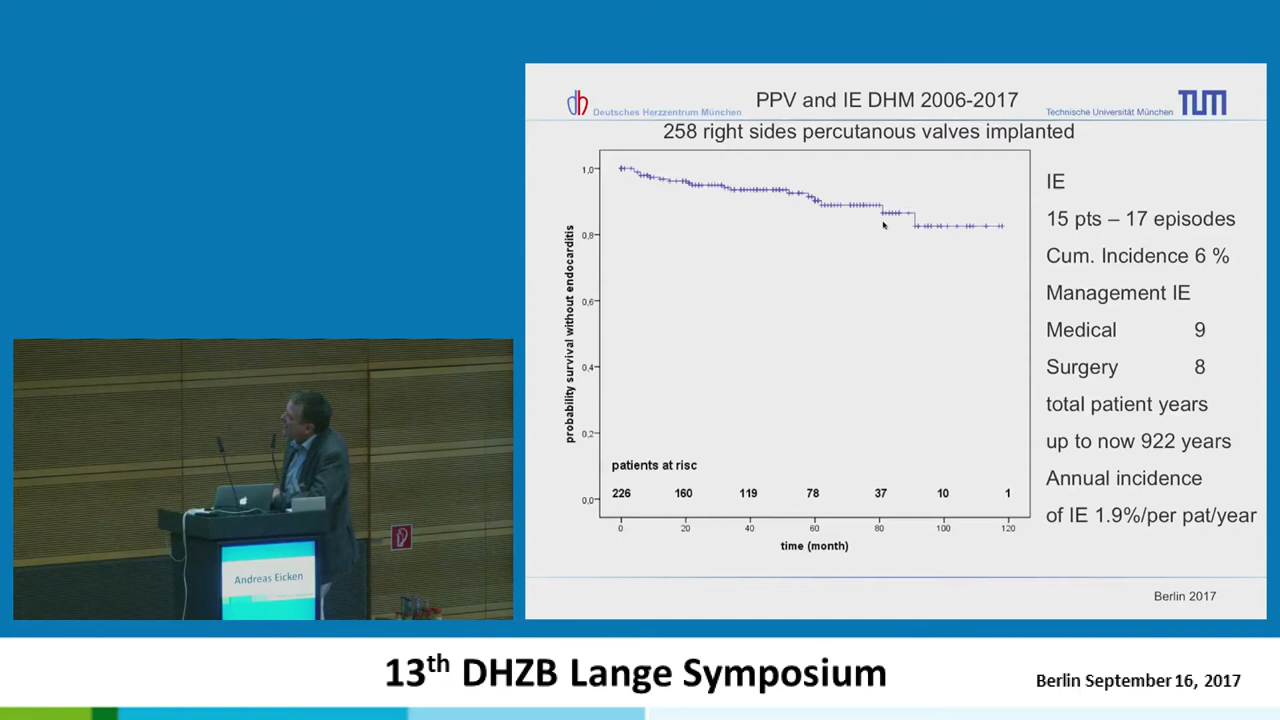 dh Deutsches Herzzentrum München
PPV and IE DHM 2006-2017
Technische Universität München TUM
258 right sides percutanous valves implanted
probability survival without endocarditis
1,0
0,8
0,6
0,4
0,2
0,0
patients at risc
226 160 119 78 37 10 1
0 20 40 60 80 100 120
time (month)
IE
15 pts – 17 episodes
Cum. Incidence 6 %
Management IE
Medical 9
Surgery 8
total patient years
up to now 922 years
Annual incidence
of IE 1.9%/per pat/year
Berlin 2017
Andreas Eicken
13th DHZB Lange Symposium
Berlin September 16, 2017